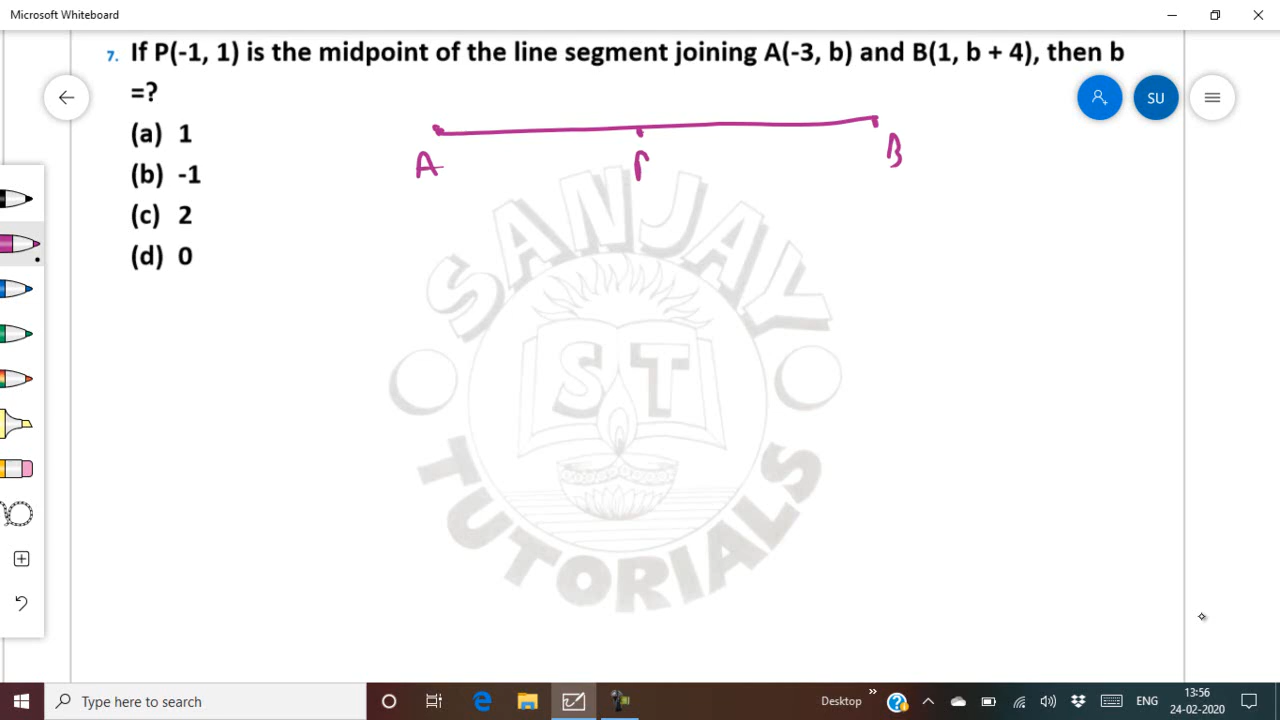 Microsoft Whiteboard
7. If P(-1, 1) is the midpoint of the line segment joining A(-3, b) and B(1, b + 4), then b
=?
(a) 1
(b) -1
(c) 2
(d) 0
A P B
SU
SANJAY
ST
TUTORIALS
Type here to search
Desktop
»
ENG
13:56
24-02-2020